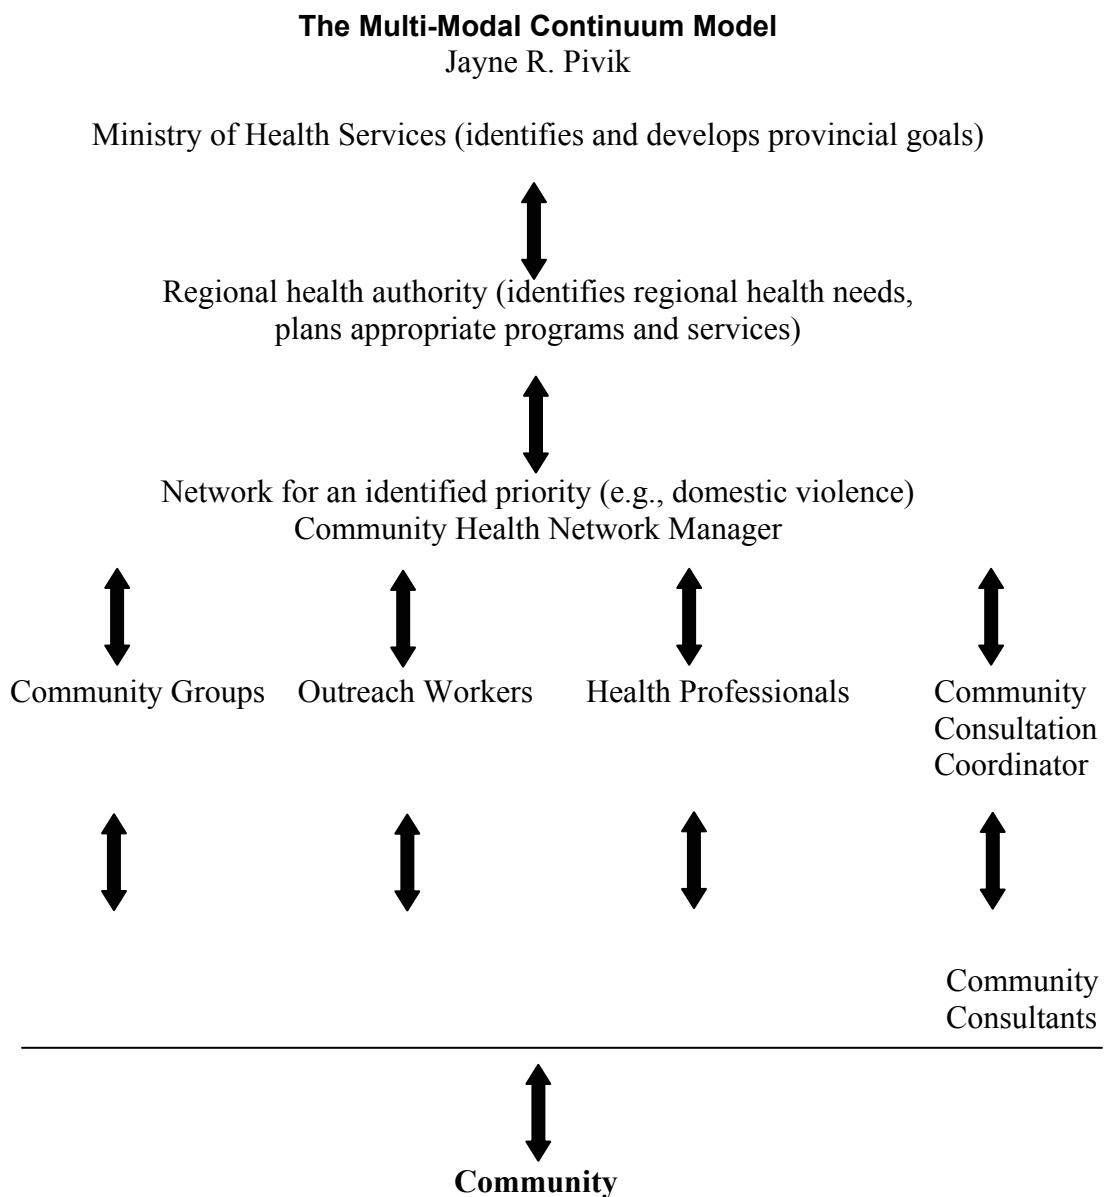 The Multi-Modal Continuum Model
Jayne R. Pivik
Ministry of Health Services (identifies and develops provincial goals)
Regional health authority (identifies regional health needs,
plans appropriate programs and services)
Network for an identified priority (e.g., domestic violence)
Community Health Network Manager
Community Groups
Outreach Workers
Health Professionals
Community
Consultation
Coordinator
Community
Consultants
Community